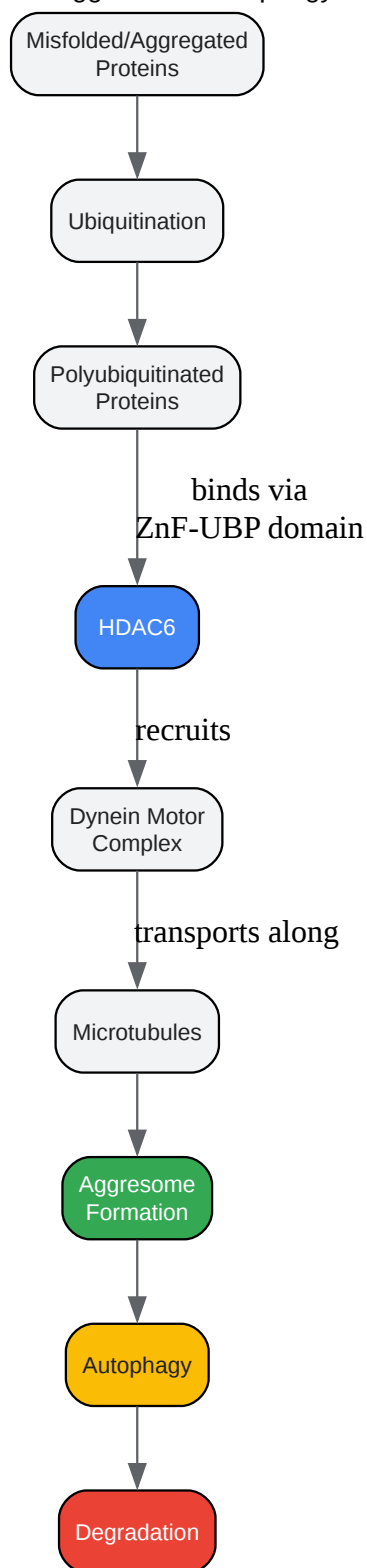 Misfolded/Aggregated
Proteins
Ubiquitination
Polyubiquitinated
Proteins
binds via
ZnF-UBP domain
HDAC6
recruits
Dynein Motor
Complex
transports along
Microtubules
Aggresome
Formation
Autophagy
Degradation